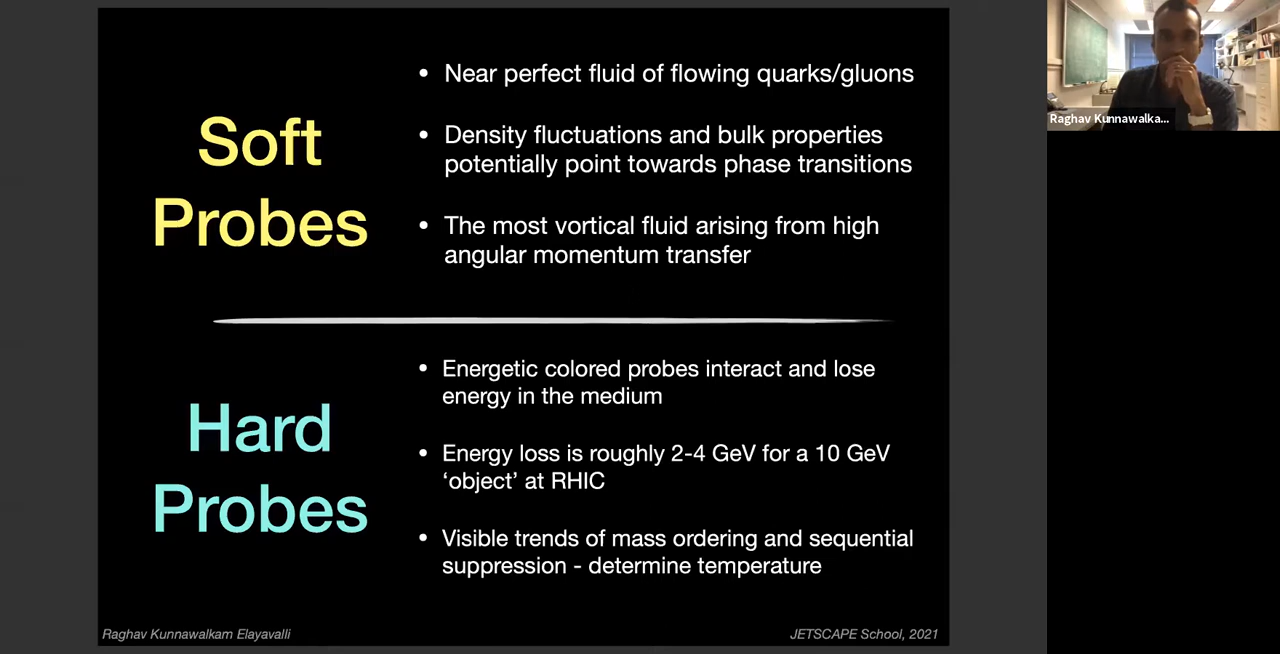 Soft
Probes
• Near perfect fluid of flowing quarks/gluons
• Density fluctuations and bulk properties
potentially point towards phase transitions
• The most vortical fluid arising from high
angular momentum transfer
Hard
Probes
• Energetic colored probes interact and lose
energy in the medium
• Energy loss is roughly 2-4 GeV for a 10 GeV
‘object’ at RHIC
• Visible trends of mass ordering and sequential
suppression - determine temperature
Raghav Kunnawalkam Elayavalli
JETSCAPE School, 2021
Raghav Kunnawalka...